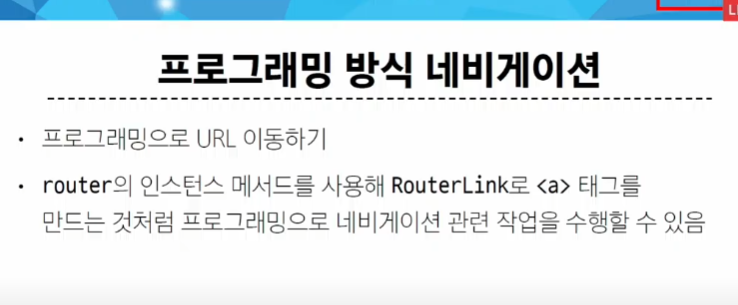 프로그래밍 방식 네비게이션
• 프로그래밍으로 URL 이동하기
• router의 인스턴스 메서드를 사용해 RouterLink로 <a> 태그를
만드는 것처럼 프로그래밍으로 네비게이션 관련 작업을 수행할 수 있음